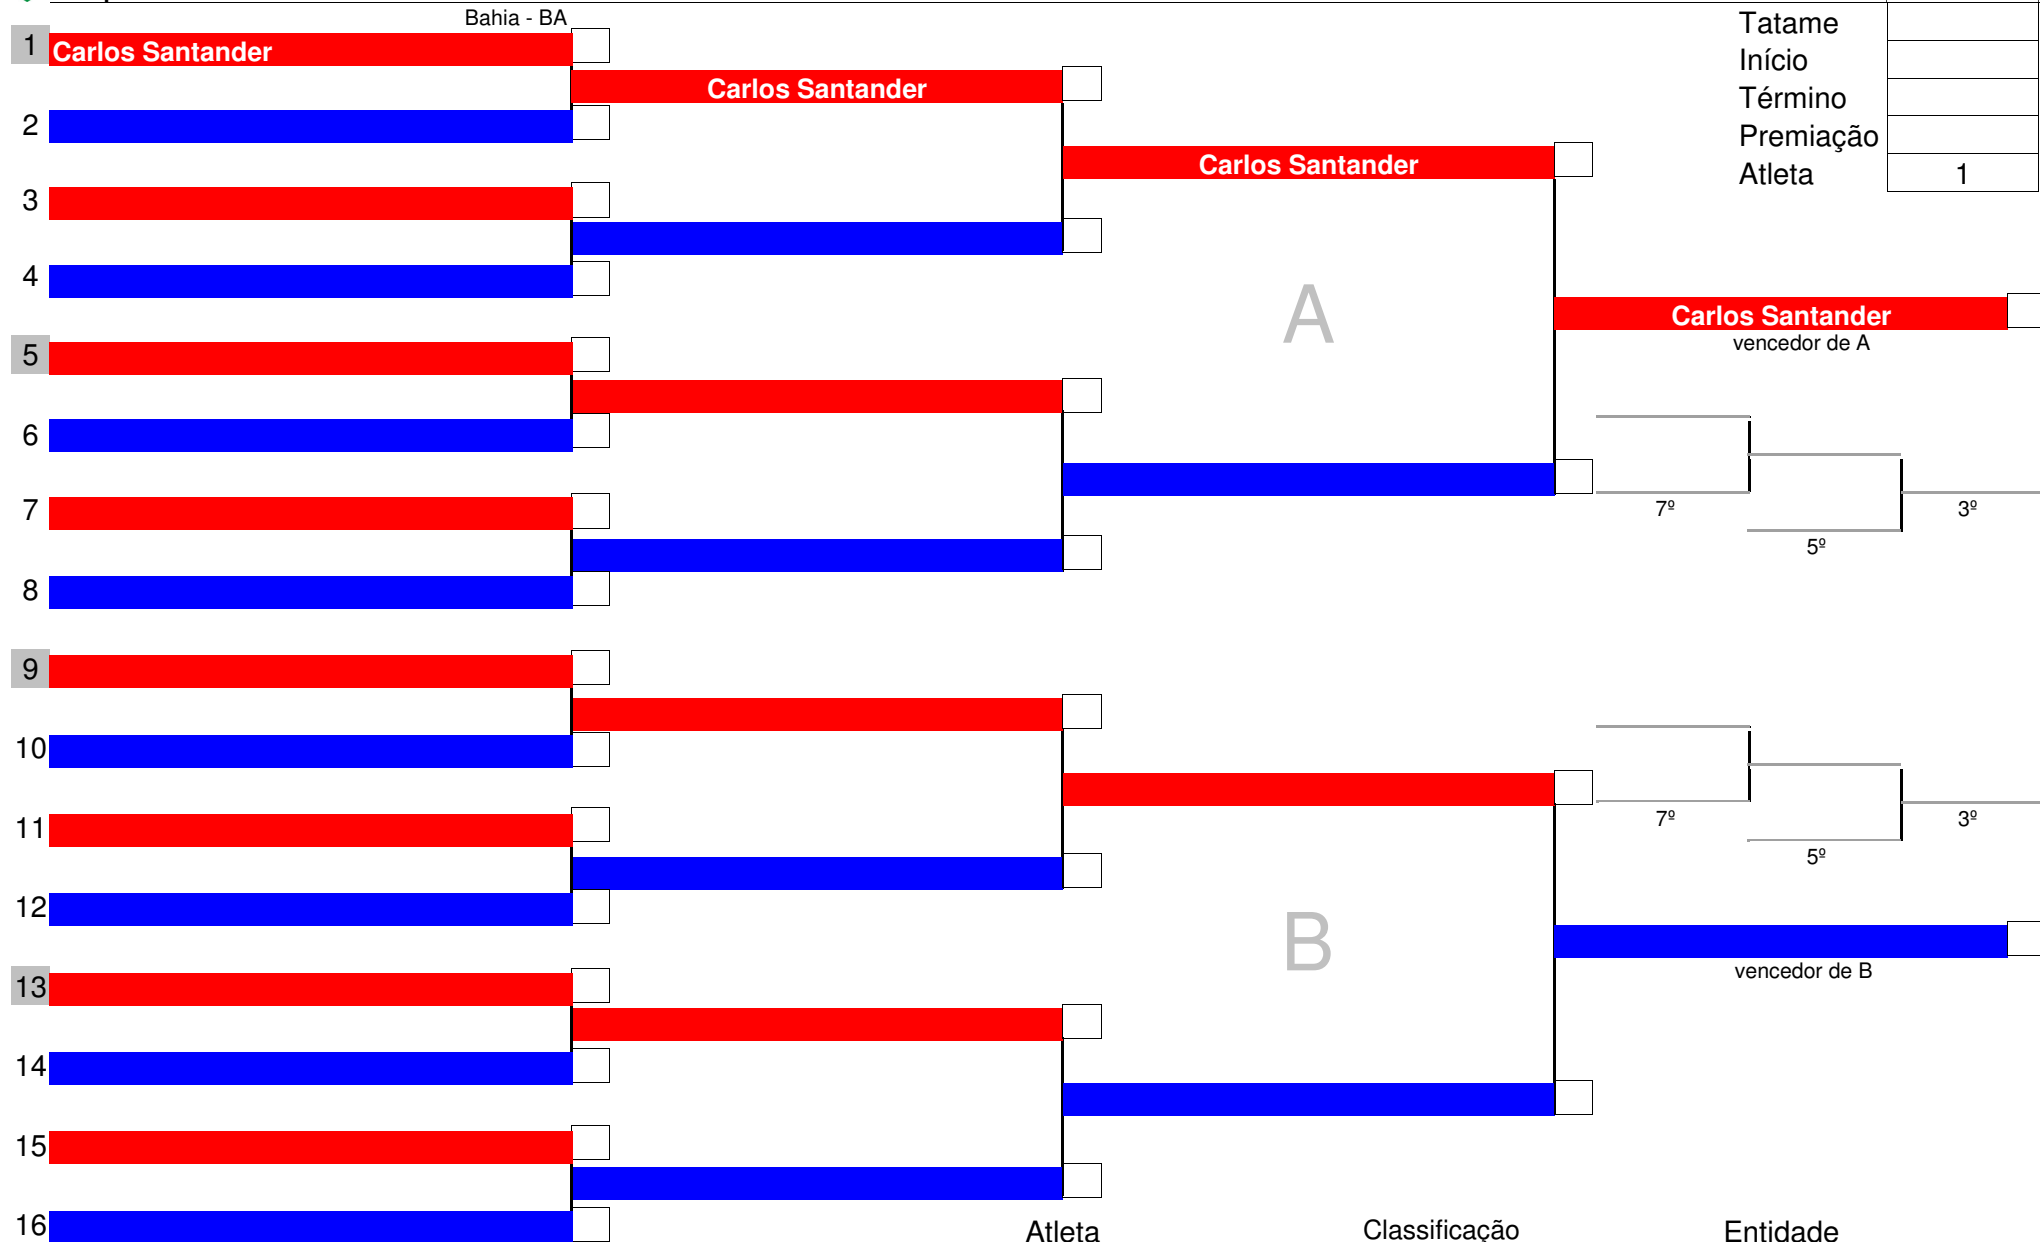 Bahia - BA
1 Carlos Santander
Carlos Santander
2
Carlos Santander
3
4
Carlos Santander
vencedor de A
Tatame
Início
Término
Premiação
Atleta 1
A
5
6
7
8
7º
5º
3º
9
10
11
12
7º
5º
3º
B
vencedor de B
13
14
15
16
Atleta Classificação Entidade